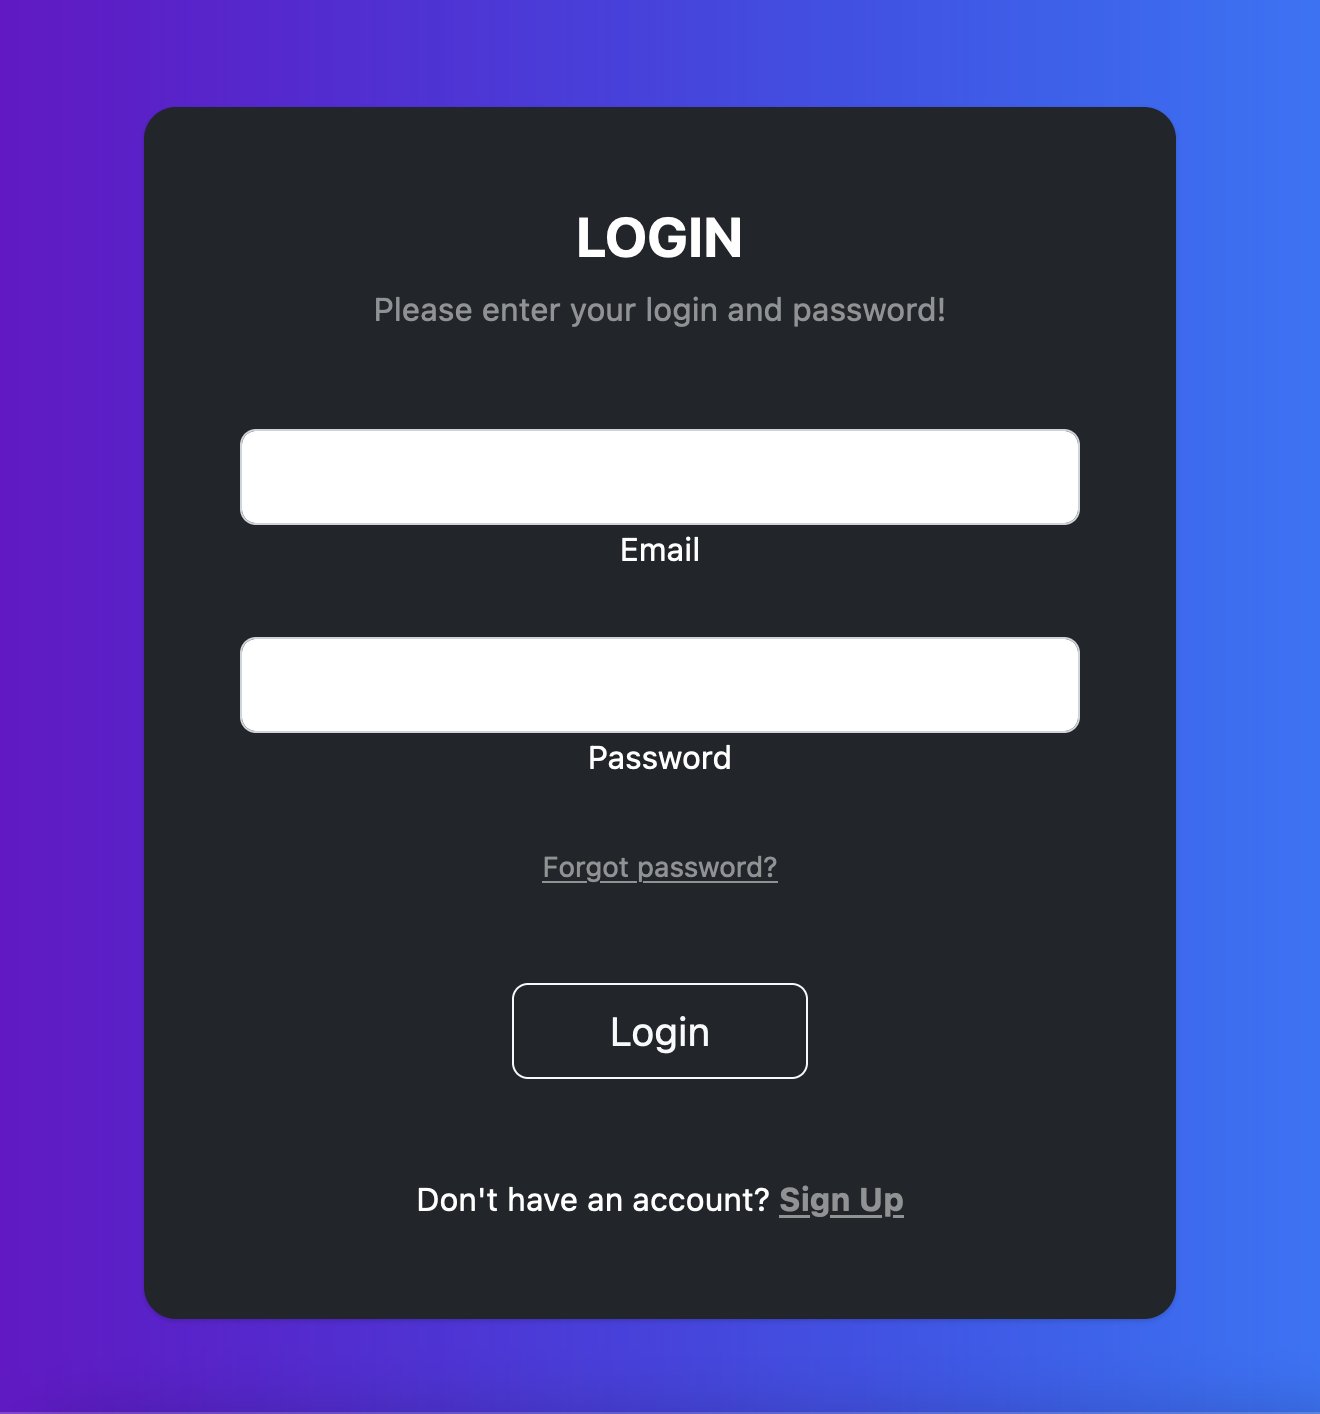 LOGIN
Please enter your login and password!
Email
Password
Forgot password?
Login
Don't have an account? Sign Up